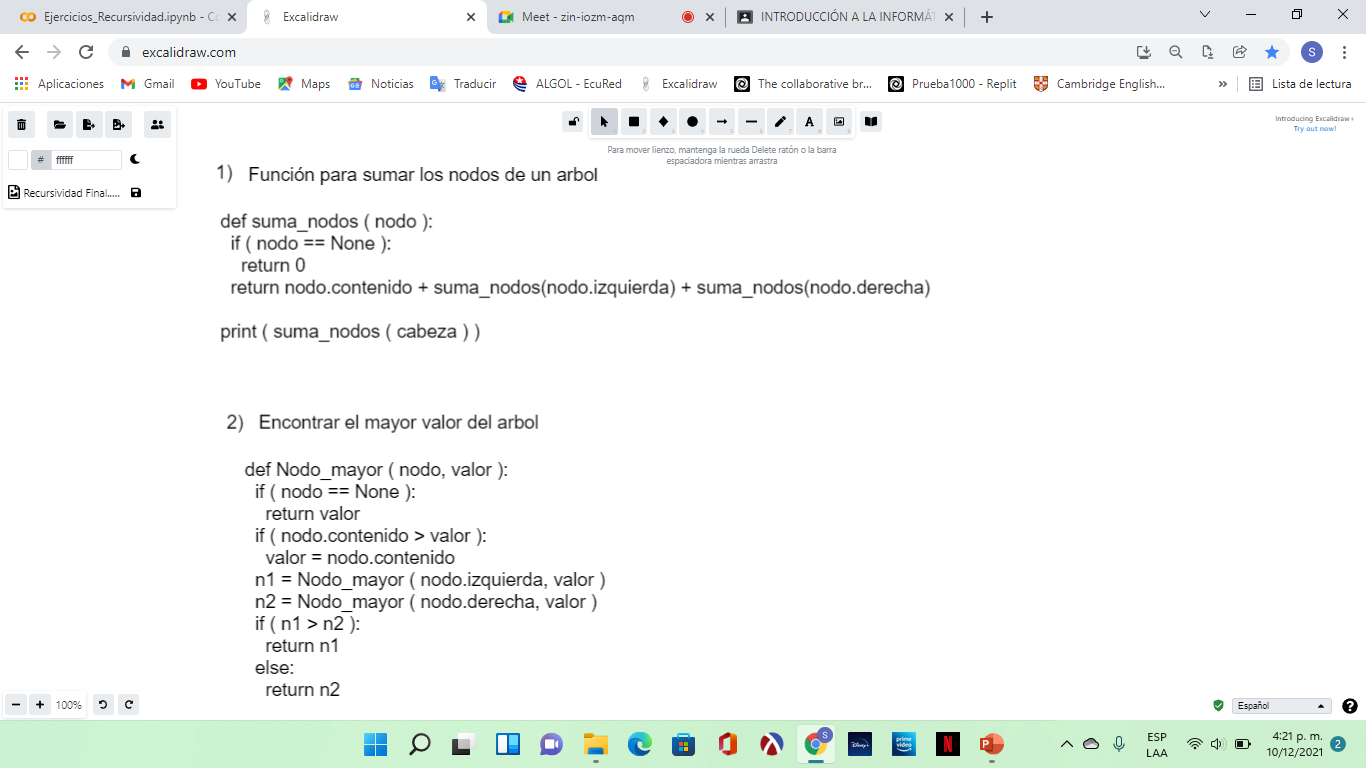 Ejercicios_Recursividad.ipynb - C
Excalidraw
Meet - zin-iozm-aqm
INTRODUCCIÓN A LA INFORMÁT
excalidraw.com
S
Aplicaciones
Gmail
YouTube
Maps
Noticias
Traducir
ALGOL - EcuRed
Excalidraw
The collaborative br...
Prueba1000 - Replit
Cambridge English...
»
Lista de lectura
Introducing Excalidraw+
Try out now!
Para mover lienzo, mantenga la rueda Delete ratón o la barra
espaciadora mientras arrastra
# ffffff
Recursividad Final.....
1) Función para sumar los nodos de un arbol
def suma_nodos ( nodo ):
if ( nodo == None ):
return 0
return nodo.contenido + suma_nodos(nodo.izquierda) + suma_nodos(nodo.derecha)
print ( suma_nodos ( cabeza ) )
2) Encontrar el mayor valor del arbol
def Nodo_mayor ( nodo, valor ):
if ( nodo == None ):
return valor
if ( nodo.contenido > valor ):
valor = nodo.contenido
n1 = Nodo_mayor ( nodo.izquierda, valor )
n2 = Nodo_mayor ( nodo.derecha, valor )
if ( n1 > n2 ):
return n1
else:
return n2
100%
Español
Disney+
prime video
N
P
S
ESP
LAA
4:21 p. m.
10/12/2021
2